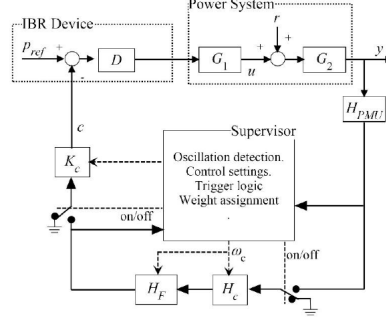 IBR Device
Power System
p_ref
+
-
D
G_1
u
+
r
+
G_2
y
H_PMU
c
K_c
Supervisor
Oscillation detection.
Control settings.
Trigger logic
Weight assignment
.
on/off
ω_c
on/off
H_F
H_c